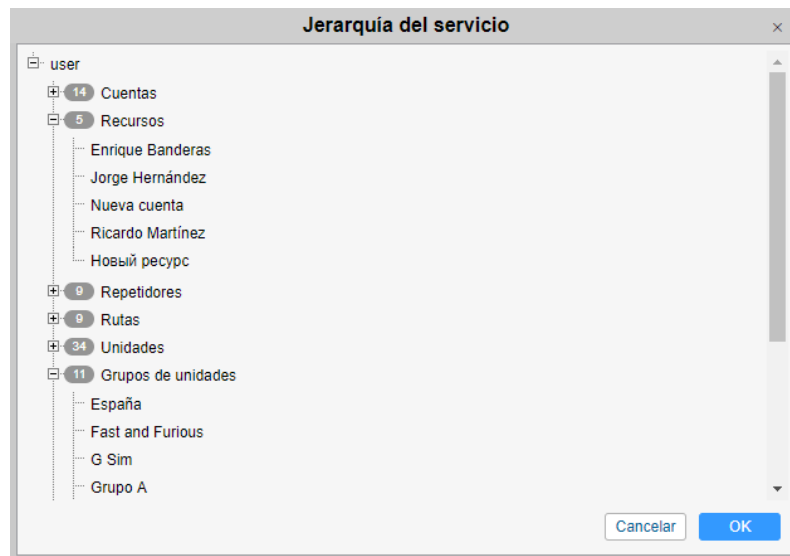 Jerarquía del servicio ×
user
14 Cuentas
5 Recursos
Enrique Banderas
Jorge Hernández
Nueva cuenta
Ricardo Martínez
Новый ресурс
9 Repetidores
9 Rutas
34 Unidades
11 Grupos de unidades
España
Fast and Furious
G Sim
Grupo A
Cancelar OK